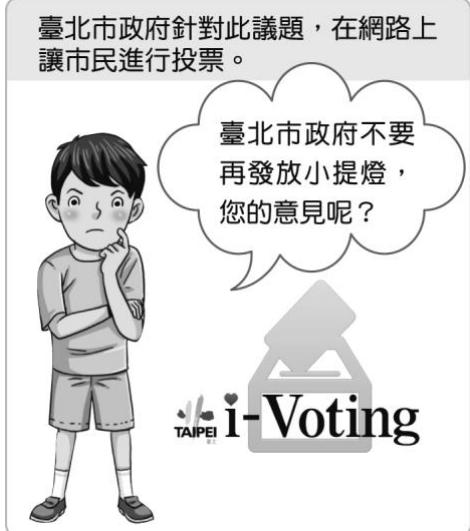 臺北市政府針對此議題，在網路上
讓市民進行投票。
臺北市政府不要
再發放小提燈，
您的意見呢？
TAIPEI i-Voting